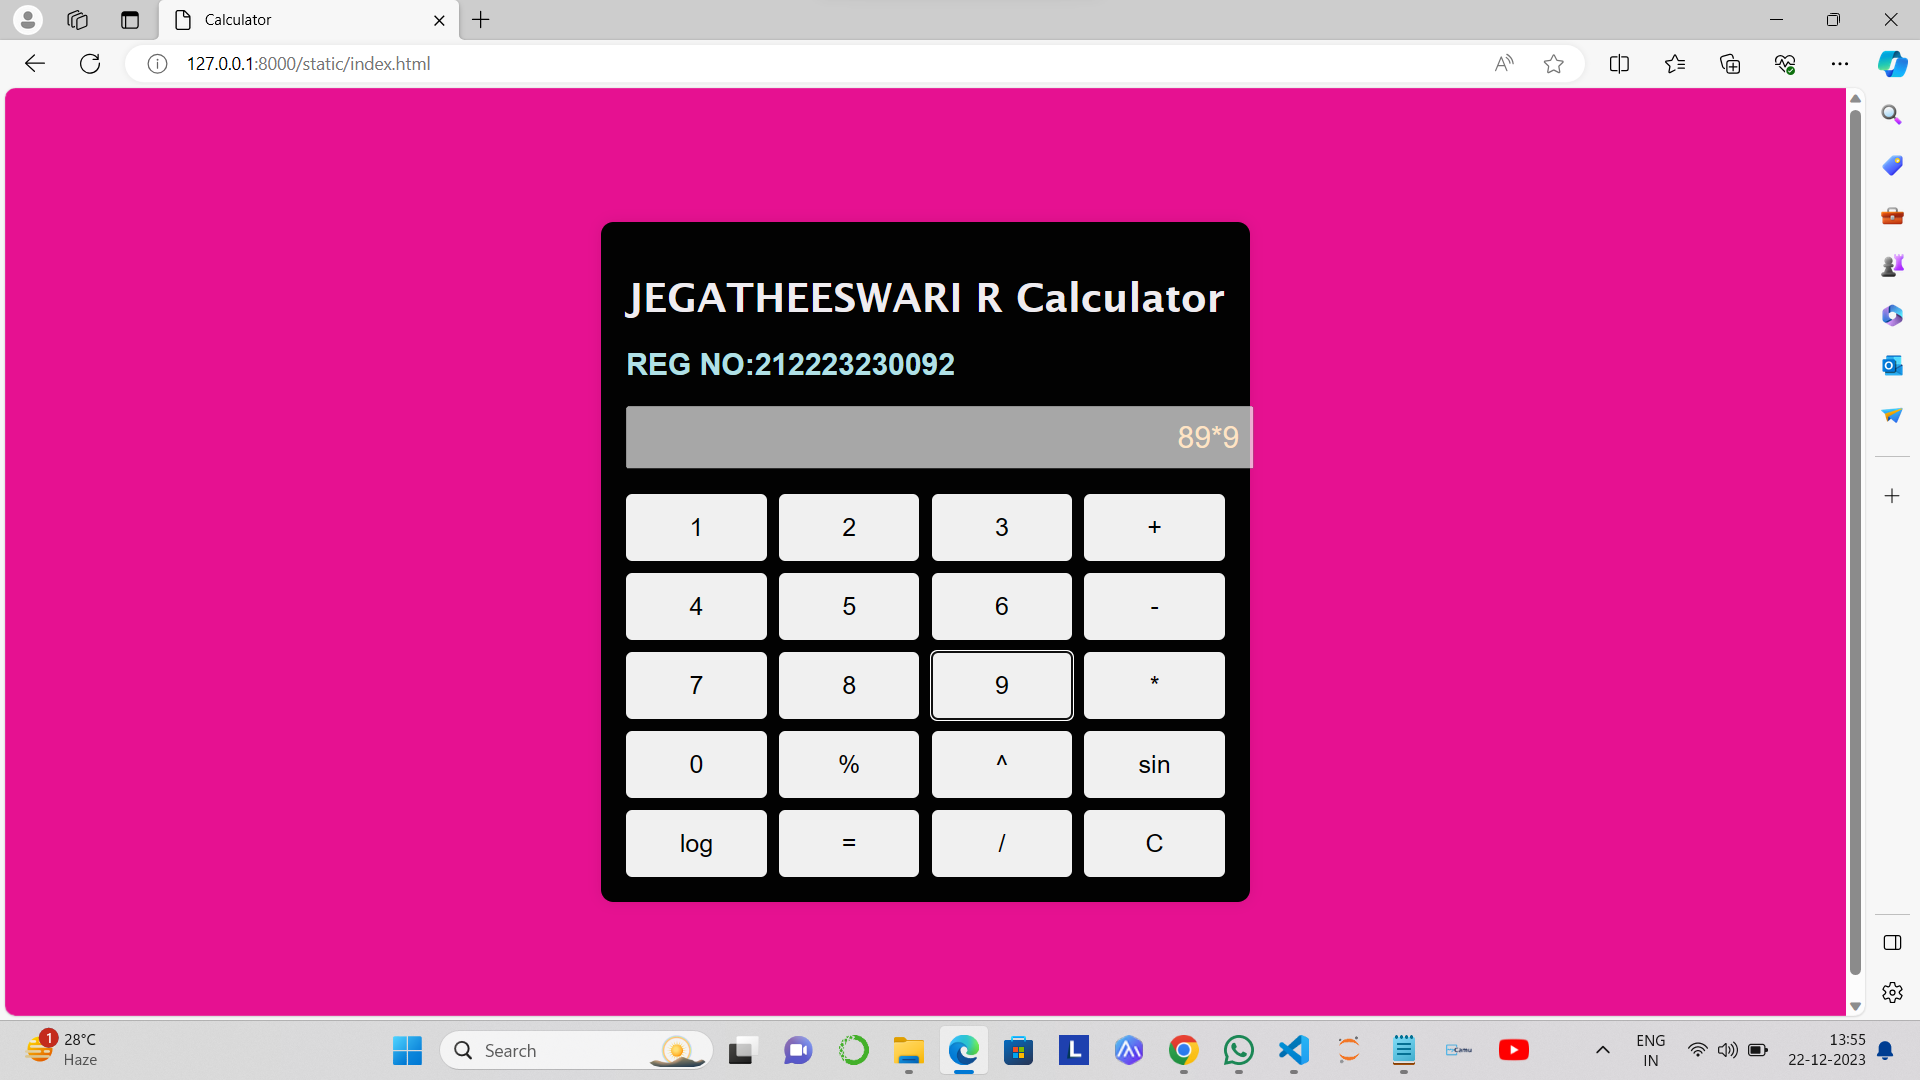 Calculator
127.0.0.1:8000/static/index.html
JEGATHEESWARI R Calculator
REG NO:212223230092
89*9
1 2 3 +
4 5 6 -
7 8 9 *
0 % ^ sin
log = / C
1
28°C
Haze
Search
L
ENG
IN
13:55
22-12-2023